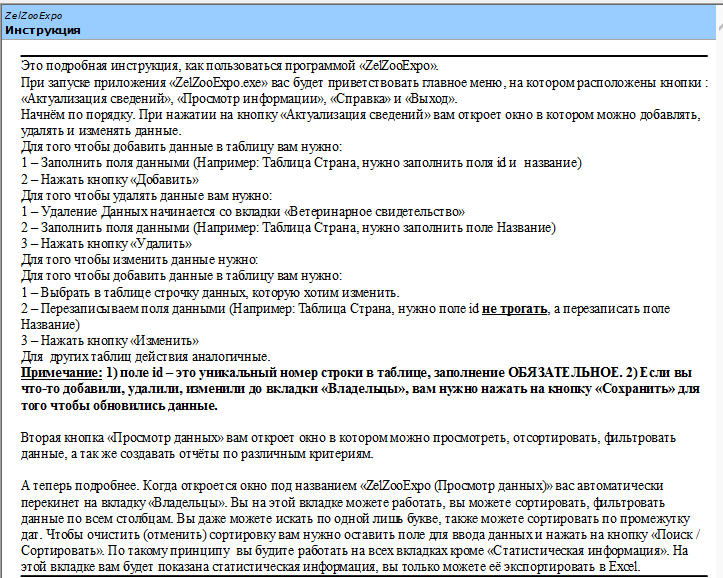 ZelZooExpo
Инструкция
Это подробная инструкция, как пользоваться программой «ZelZooExpo».
При запуске приложения «ZelZooExpo.exe» вас будет приветствовать главное меню, на котором расположены кнопки :
«Актуализация сведений», «Просмотр информации», «Справка» и «Выход».
Начнём по порядку. При нажатии на кнопку «Актуализация сведений» вам откроет окно в котором можно добавлять,
удалять и изменять данные.
Для того чтобы добавить данные в таблицу вам нужно:
1 – Заполнить поля данными (Например: Таблица Страна, нужно заполнить поля id и название)
2 – Нажать кнопку «Добавить»
Для того чтобы удалять данные вам нужно:
1 – Удаление Данных начинается со вкладки «Ветеринарное свидетельство»
2 – Заполнить поля данными (Например: Таблица Страна, нужно заполнить поле Название)
3 – Нажать кнопку «Удалить»
Для того чтобы изменить данные нужно:
Для того чтобы добавить данные в таблицу вам нужно:
1 – Выбрать в таблице строчку данных, которую хотим изменить.
2 – Перезаписываем поля данными (Например: Таблица Страна, нужно поле id не трогать, а перезаписать поле
Название)
3 – Нажать кнопку «Изменить»
Для других таблиц действия аналогичные.
Примечание: 1) поле id – это уникальный номер строки в таблице, заполнение ОБЯЗАТЕЛЬНОЕ. 2) Если вы
что-то добавили, удалили, изменили до вкладки «Владельцы», вам нужно нажать на кнопку «Сохранить» для
того чтобы обновились данные.
Вторая кнопка «Просмотр данных» вам откроет окно в котором можно просмотреть, отсортировать, фильтровать
данные, а так же создавать отчёты по различным критериям.
А теперь подробнее. Когда откроется окно под названием «ZelZooExpo (Просмотр данных)» вас автоматически
перекинет на вкладку «Владельцы». Вы на этой вкладке можете работать, вы можете сортировать, фильтровать
данные по всем столбцам. Вы даже можете искать по одной лишь букве, также можете сортировать по промежутку
дат. Чтобы очистить (отменить) сортировку вам нужно оставить поле для ввода данных и нажать на кнопку «Поиск /
Сортировать». По такому принципу вы будите работать на всех вкладках кроме «Статистическая информация». На
этой вкладке вам будет показана статистическая информация, вы только можете её экспортировать в Excel.